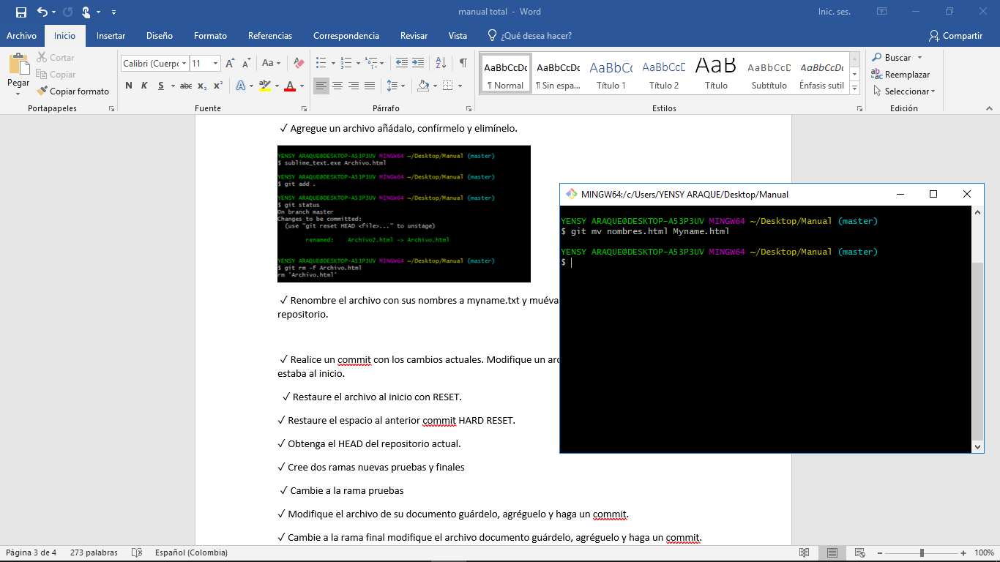 manual total - Word
Inic. ses.
Archivo Inicio Insertar Diseño Formato Referencias Correspondencia Revisar Vista ¿Qué desea hacer? Compartir
Pegar
Cortar
Copiar
Copiar formato
Portapapeles
Calibri (Cuerpo 11
N K S abc x₂ x²
Fuente
Párrafo
AaBbCcDc AaBbCcDc AaBbCc AaBbCcD AaB AaBbCcD AaBbCcDc
¶ Normal ¶ Sin espa... Título 1 Título 2 Título Subtítulo Énfasis sutil
Estilos
Buscar
Reemplazar
Seleccionar
Edición
✓ Agregue un archivo añádalo, confírmelo y elimínelo.
YENSY ARAQUE@DESKTOP-A53P3UV MINGW64 ~/Desktop/Manual (master)
$ sublime_text.exe Archivo.html
YENSY ARAQUE@DESKTOP-A53P3UV MINGW64 ~/Desktop/Manual (master)
$ git add .
YENSY ARAQUE@DESKTOP-A53P3UV MINGW64 ~/Desktop/Manual (master)
$ git status
On branch master
Changes to be committed:
(use "git reset HEAD <file>..." to unstage)
renamed: Archivo2.html -> Archivo.html
YENSY ARAQUE@DESKTOP-A53P3UV MINGW64 ~/Desktop/Manual (master)
$ git rm -f Archivo.html
rm 'Archivo.html'
✓ Renombre el archivo con sus nombres a myname.txt y muéva
repositorio.
✓ Realice un commit con los cambios actuales. Modifique un arc
estaba al inicio.
✓ Restaure el archivo al inicio con RESET.
✓ Restaure el espacio al anterior commit HARD RESET.
✓ Obtenga el HEAD del repositorio actual.
✓ Cree dos ramas nuevas pruebas y finales
✓ Cambie a la rama pruebas
✓ Modifique el archivo de su documento guárdelo, agréguelo y haga un commit.
✓ Cambie a la rama final modifique el archivo documento guárdelo, agréguelo y haga un commit.
MINGW64:/c/Users/YENSY ARAQUE/Desktop/Manual
YENSY ARAQUE@DESKTOP-A53P3UV MINGW64 ~/Desktop/Manual (master)
$ git mv nombres.html Myname.html
YENSY ARAQUE@DESKTOP-A53P3UV MINGW64 ~/Desktop/Manual (master)
$
Página 3 de 4 273 palabras Español (Colombia) 100%